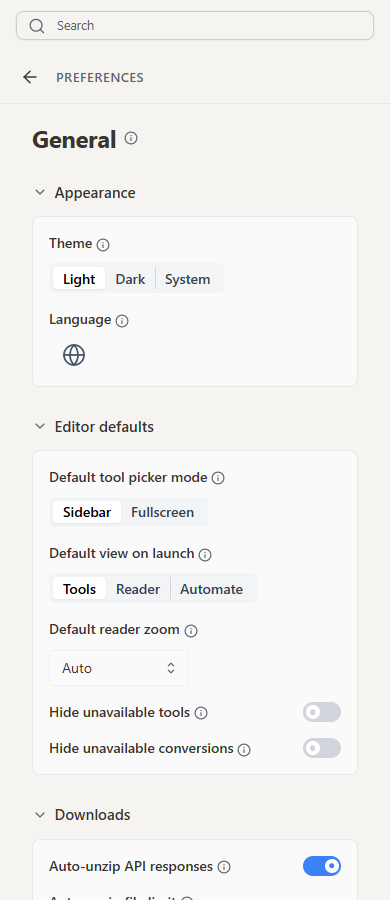 Search
PREFERENCES
General
Appearance
Theme
Light Dark System
Language
Editor defaults
Default tool picker mode
Sidebar Fullscreen
Default view on launch
Tools Reader Automate
Default reader zoom
Auto
Hide unavailable tools
Hide unavailable conversions
Downloads
Auto-unzip API responses